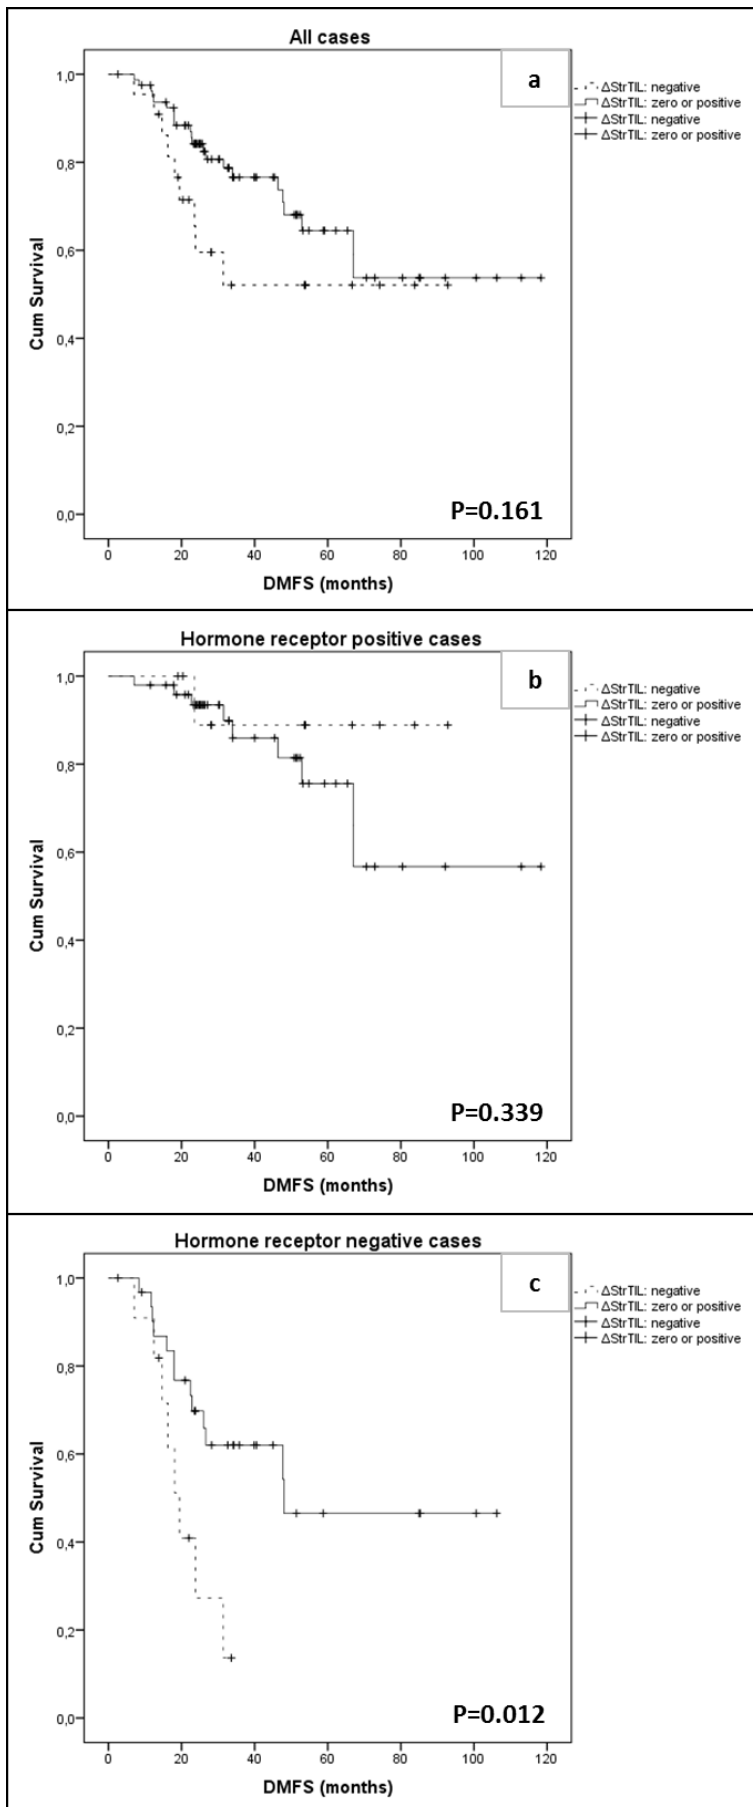 All cases
a
ΔStrTIL: negative
ΔStrTIL: zero or positive
ΔStrTIL: negative
ΔStrTIL: zero or positive
1,0
0,8
0,6
0,4
0,2
0,0
Cum Survival
0 20 40 60 80 100 120
DMFS (months)
P=0.161
Hormone receptor positive cases
b
ΔStrTIL: negative
ΔStrTIL: zero or positive
ΔStrTIL: negative
ΔStrTIL: zero or positive
1,0
0,8
0,6
0,4
0,2
0,0
Cum Survival
0 20 40 60 80 100 120
DMFS (months)
P=0.339
Hormone receptor negative cases
c
ΔStrTIL: negative
ΔStrTIL: zero or positive
ΔStrTIL: negative
ΔStrTIL: zero or positive
1,0
0,8
0,6
0,4
0,2
0,0
Cum Survival
0 20 40 60 80 100 120
DMFS (months)
P=0.012